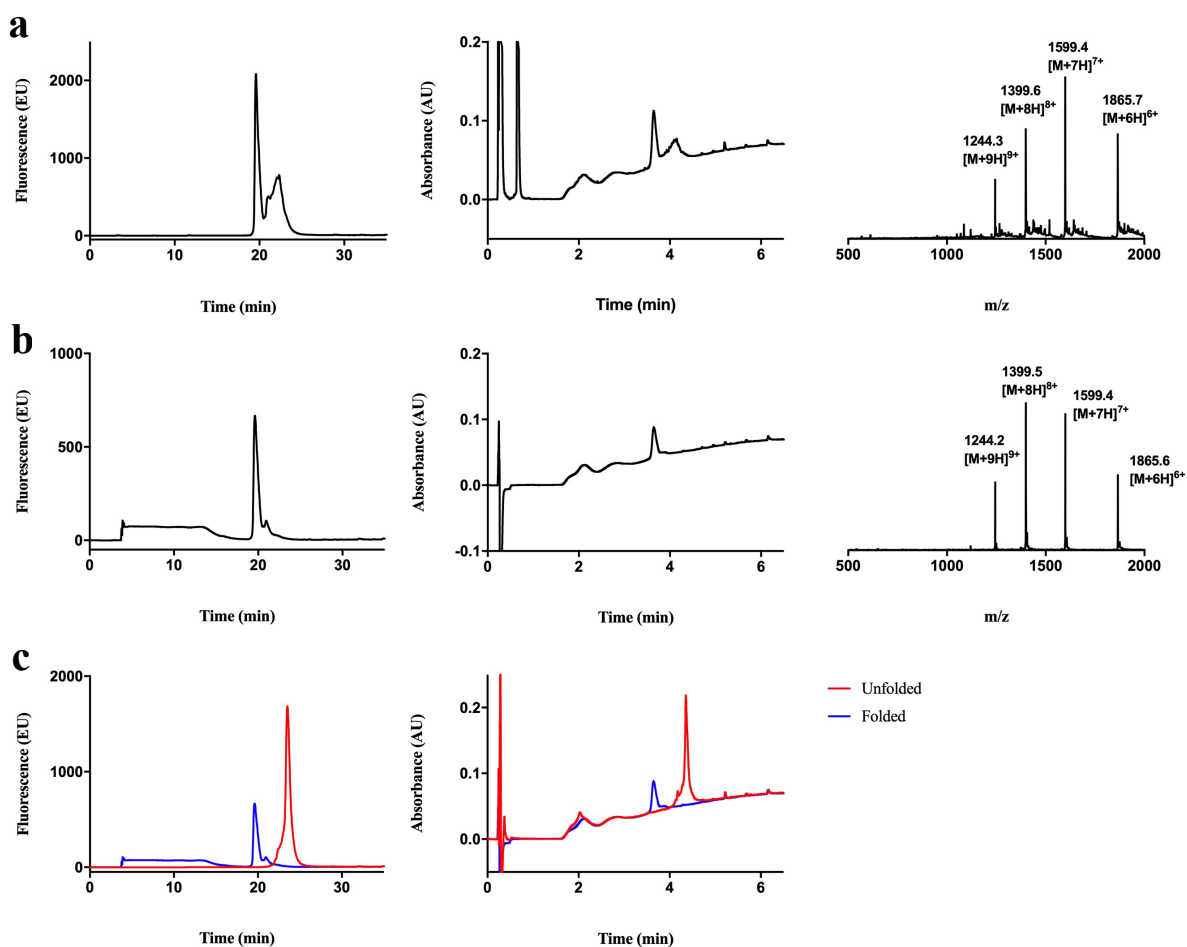 a
Fluorescence (EU)
2000
1000
0
0 10 20 30
Time (min)
Absorbance (AU)
0.2
0.1
0.0
0 2 4 6
Time (min)
1599.4
[M+7H]7+
1399.6
[M+8H]8+
1865.7
[M+6H]6+
1244.3
[M+9H]9+
500 1000 1500 2000
m/z
b
Fluorescence (EU)
1000
500
0
0 10 20 30
Time (min)
Absorbance (AU)
0.2
0.1
0.0
-0.1
0 2 4 6
Time (min)
1399.5
[M+8H]8+
1599.4
[M+7H]7+
1244.2
[M+9H]9+
1865.6
[M+6H]6+
500 1000 1500 2000
m/z
c
Fluorescence (EU)
2000
1000
0
0 10 20 30
Time (min)
Absorbance (AU)
0.2
0.1
0.0
0 2 4 6
Time (min)
Unfolded
Folded